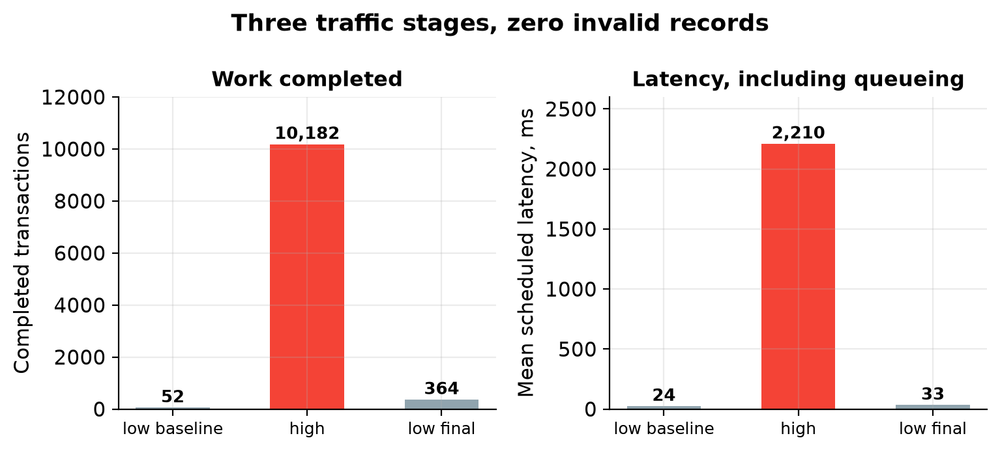 Three traffic stages, zero invalid records
Work completed
Completed transactions
12000
10000
8000
6000
4000
2000
0
52
10,182
364
low baseline
high
low final
Latency, including queueing
Mean scheduled latency, ms
2500
2000
1500
1000
500
0
24
2,210
33
low baseline
high
low final